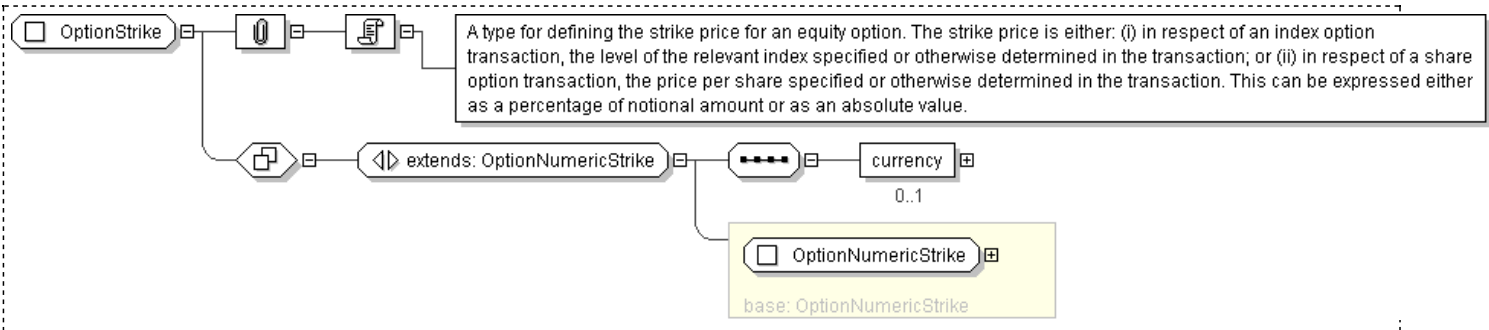 OptionStrike
A type for defining the strike price for an equity option. The strike price is either: (i) in respect of an index option
transaction, the level of the relevant index specified or otherwise determined in the transaction; or (ii) in respect of a share
option transaction, the price per share specified or otherwise determined in the transaction. This can be expressed either
as a percentage of notional amount or as an absolute value.
extends: OptionNumericStrike
currency
0..1
OptionNumericStrike
base: OptionNumericStrike